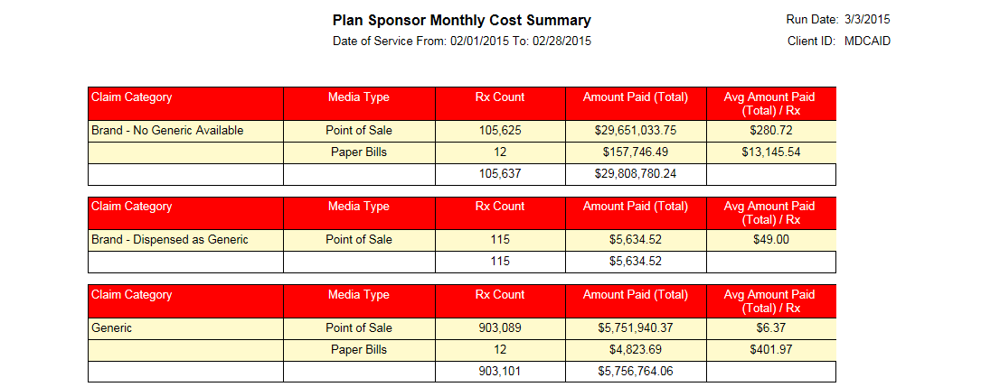 Plan Sponsor Monthly Cost Summary
Run Date: 3/3/2015
Date of Service From: 02/01/2015 To: 02/28/2015
Client ID: MDCAID
Claim Category Media Type Rx Count Amount Paid (Total) Avg Amount Paid
(Total) / Rx
Brand - No Generic Available Point of Sale 105,625 $29,651,033.75 $280.72
Paper Bills 12 $157,746.49 $13,145.54
105,637 $29,808,780.24
Claim Category Media Type Rx Count Amount Paid (Total) Avg Amount Paid
(Total) / Rx
Brand - Dispensed as Generic Point of Sale 115 $5,634.52 $49.00
115 $5,634.52
Claim Category Media Type Rx Count Amount Paid (Total) Avg Amount Paid
(Total) / Rx
Generic Point of Sale 903,089 $5,751,940.37 $6.37
Paper Bills 12 $4,823.69 $401.97
903,101 $5,756,764.06